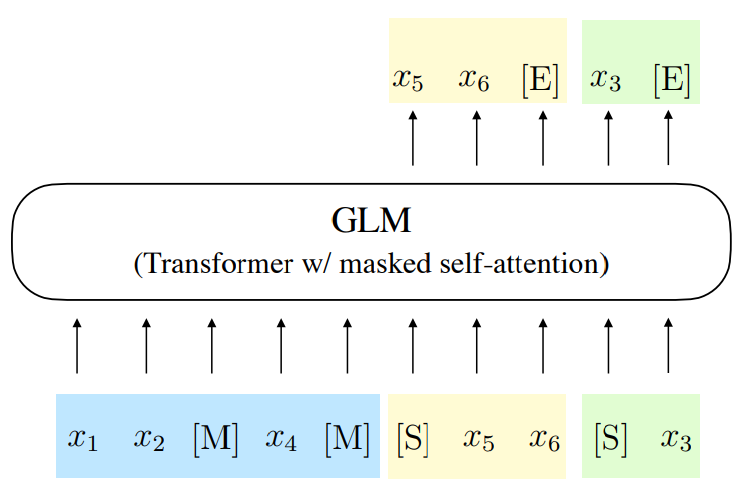 x₅ x₆ [E] x₃ [E]
GLM
(Transformer w/ masked self-attention)
x₁ x₂ [M] x₄ [M] [S] x₅ x₆ [S] x₃